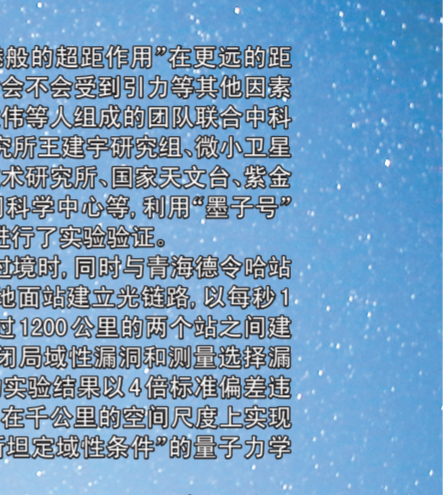 般的超距作用”在更远的距
会不会受到引力等其他因素
伟等人组成的团队联合中科
究所王建宇研究组、微小卫星
术研究所、国家天文台、紫金
科学中心等,利用“墨子号”
进行了实验验证。
过境时,同时与青海德令哈站
地面站建立光链路,以每秒1
过1200公里的两个站之间建
闭局域性漏洞和测量选择漏
实验结果以4倍标准偏差违
在千公里的空间尺度上实现
斯坦定域性条件”的量子力学